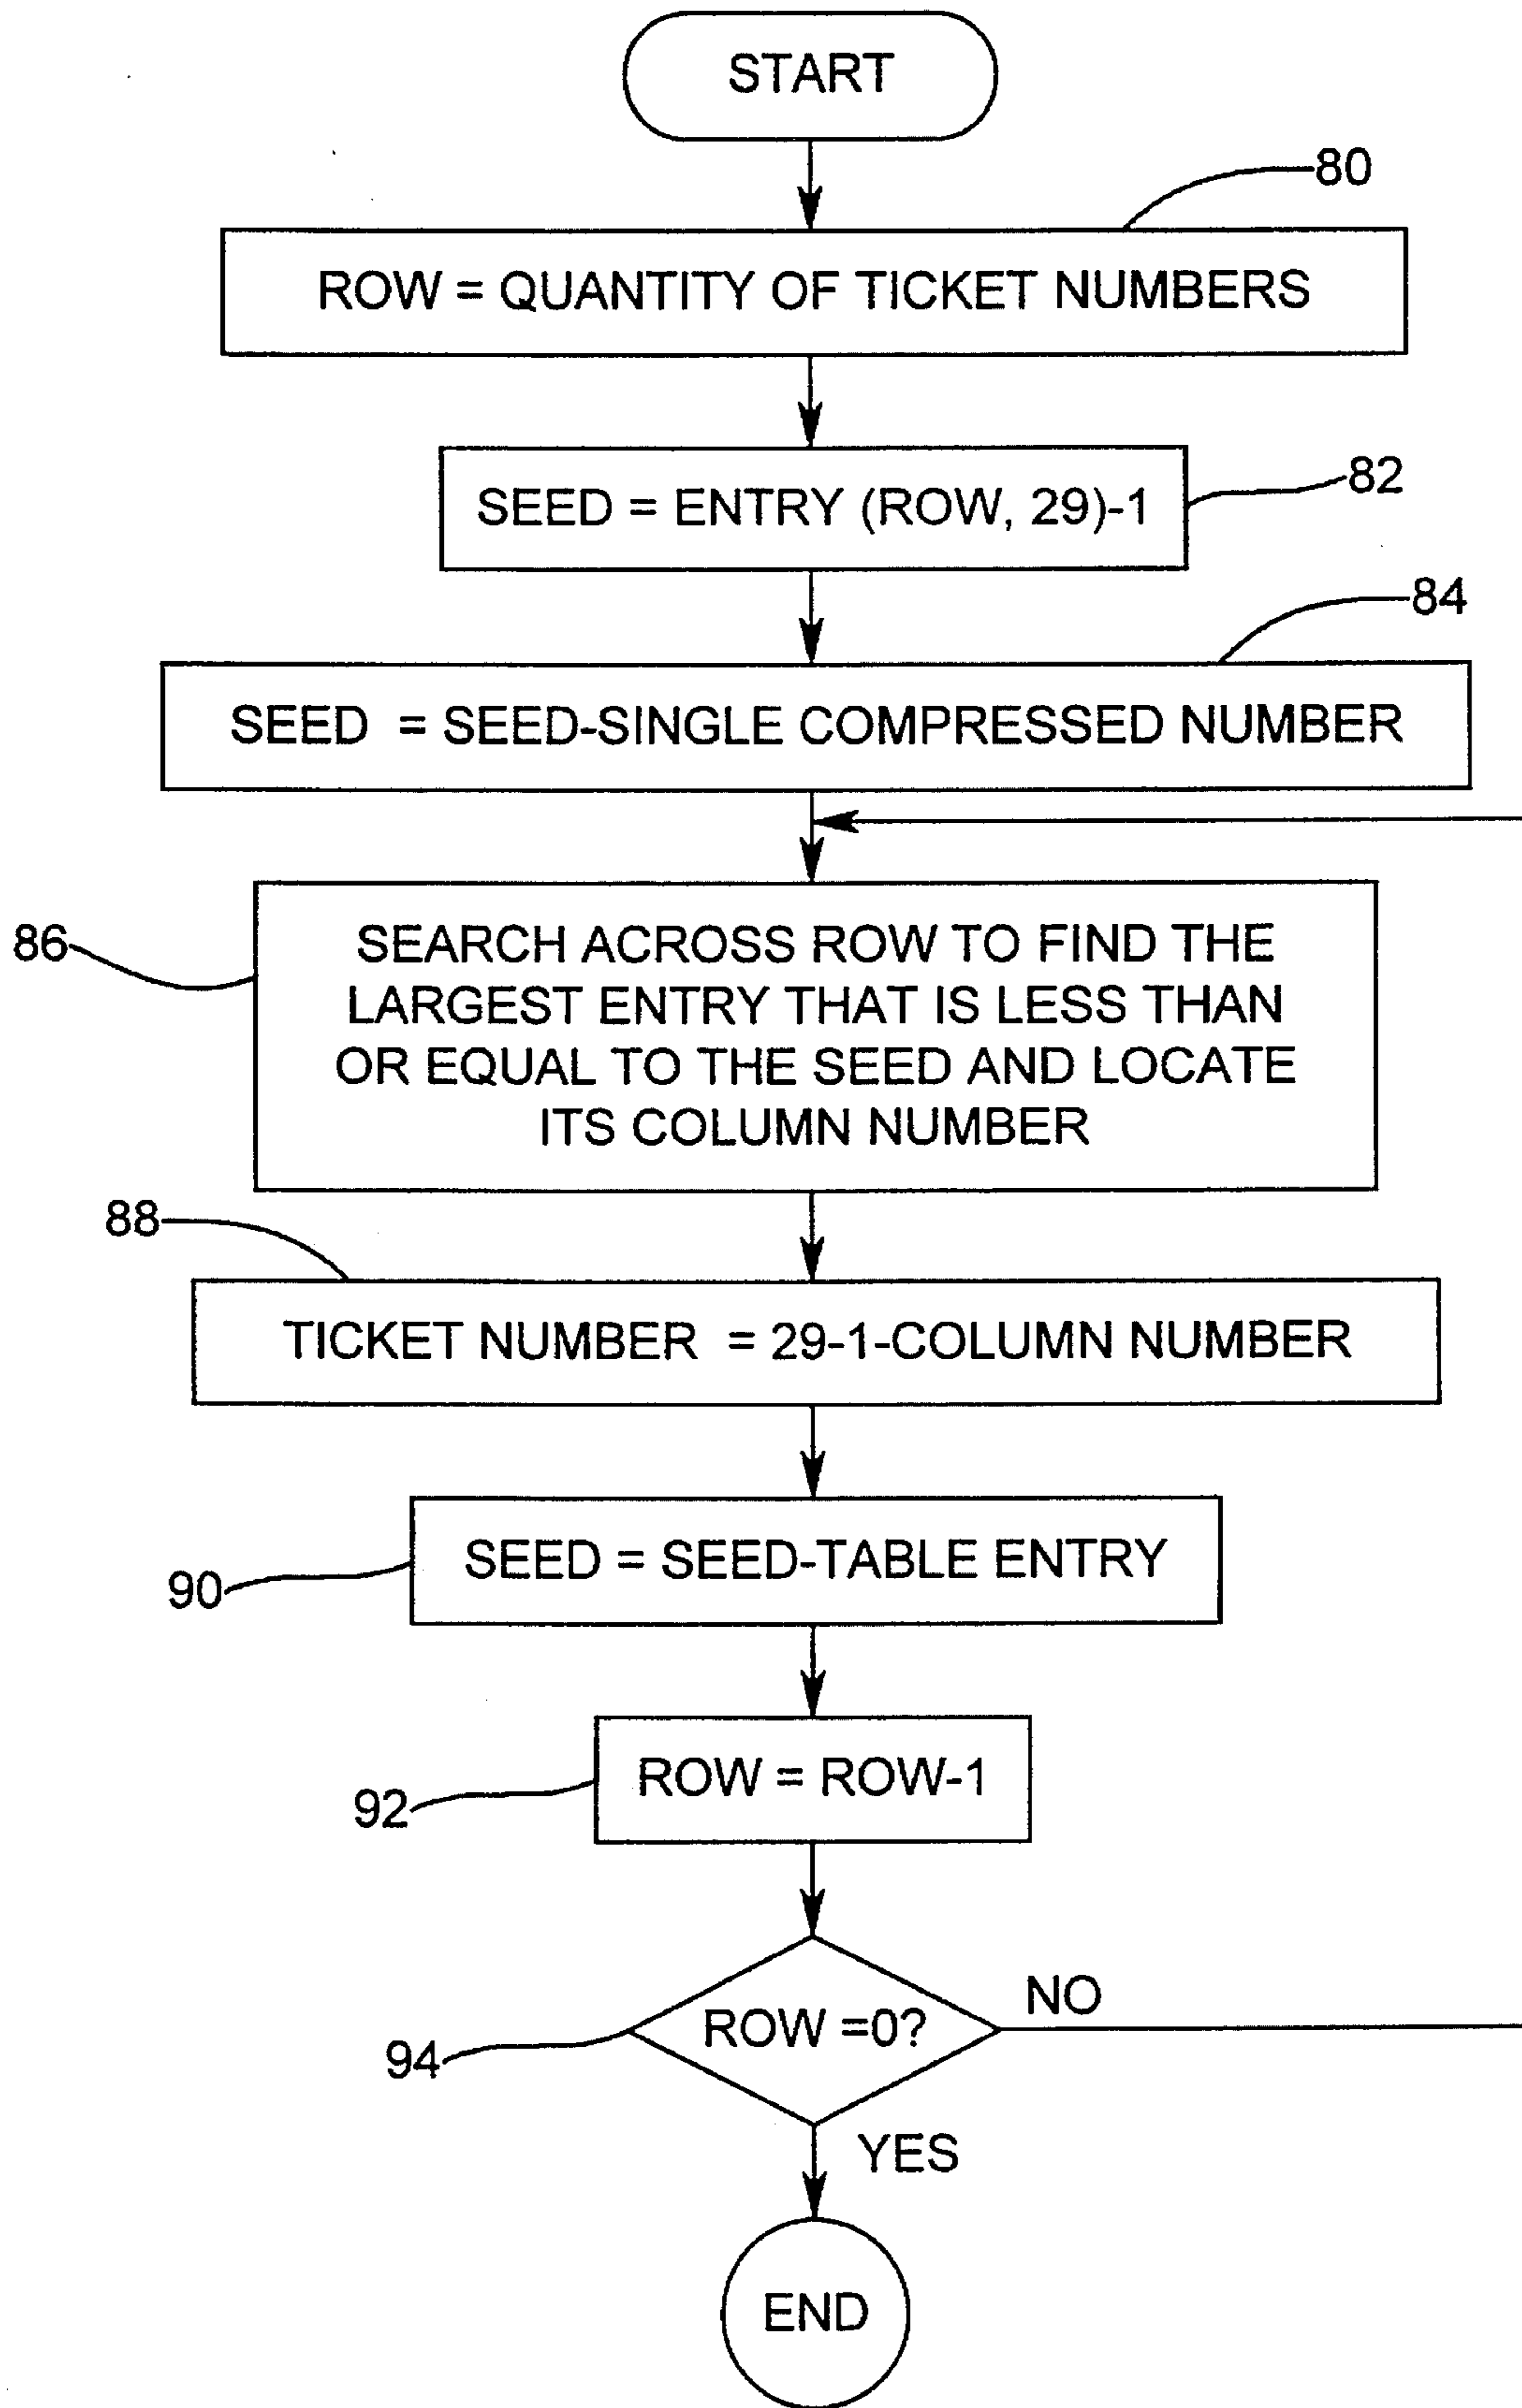 START
80
ROW = QUANTITY OF TICKET NUMBERS
82
SEED = ENTRY (ROW, 29)-1
84
SEED = SEED-SINGLE COMPRESSED NUMBER
86
SEARCH ACROSS ROW TO FIND THE
LARGEST ENTRY THAT IS LESS THAN
OR EQUAL TO THE SEED AND LOCATE
ITS COLUMN NUMBER
88
TICKET NUMBER = 29-1-COLUMN NUMBER
90
SEED = SEED-TABLE ENTRY
92
ROW = ROW-1
94
ROW =0?
NO
YES
END